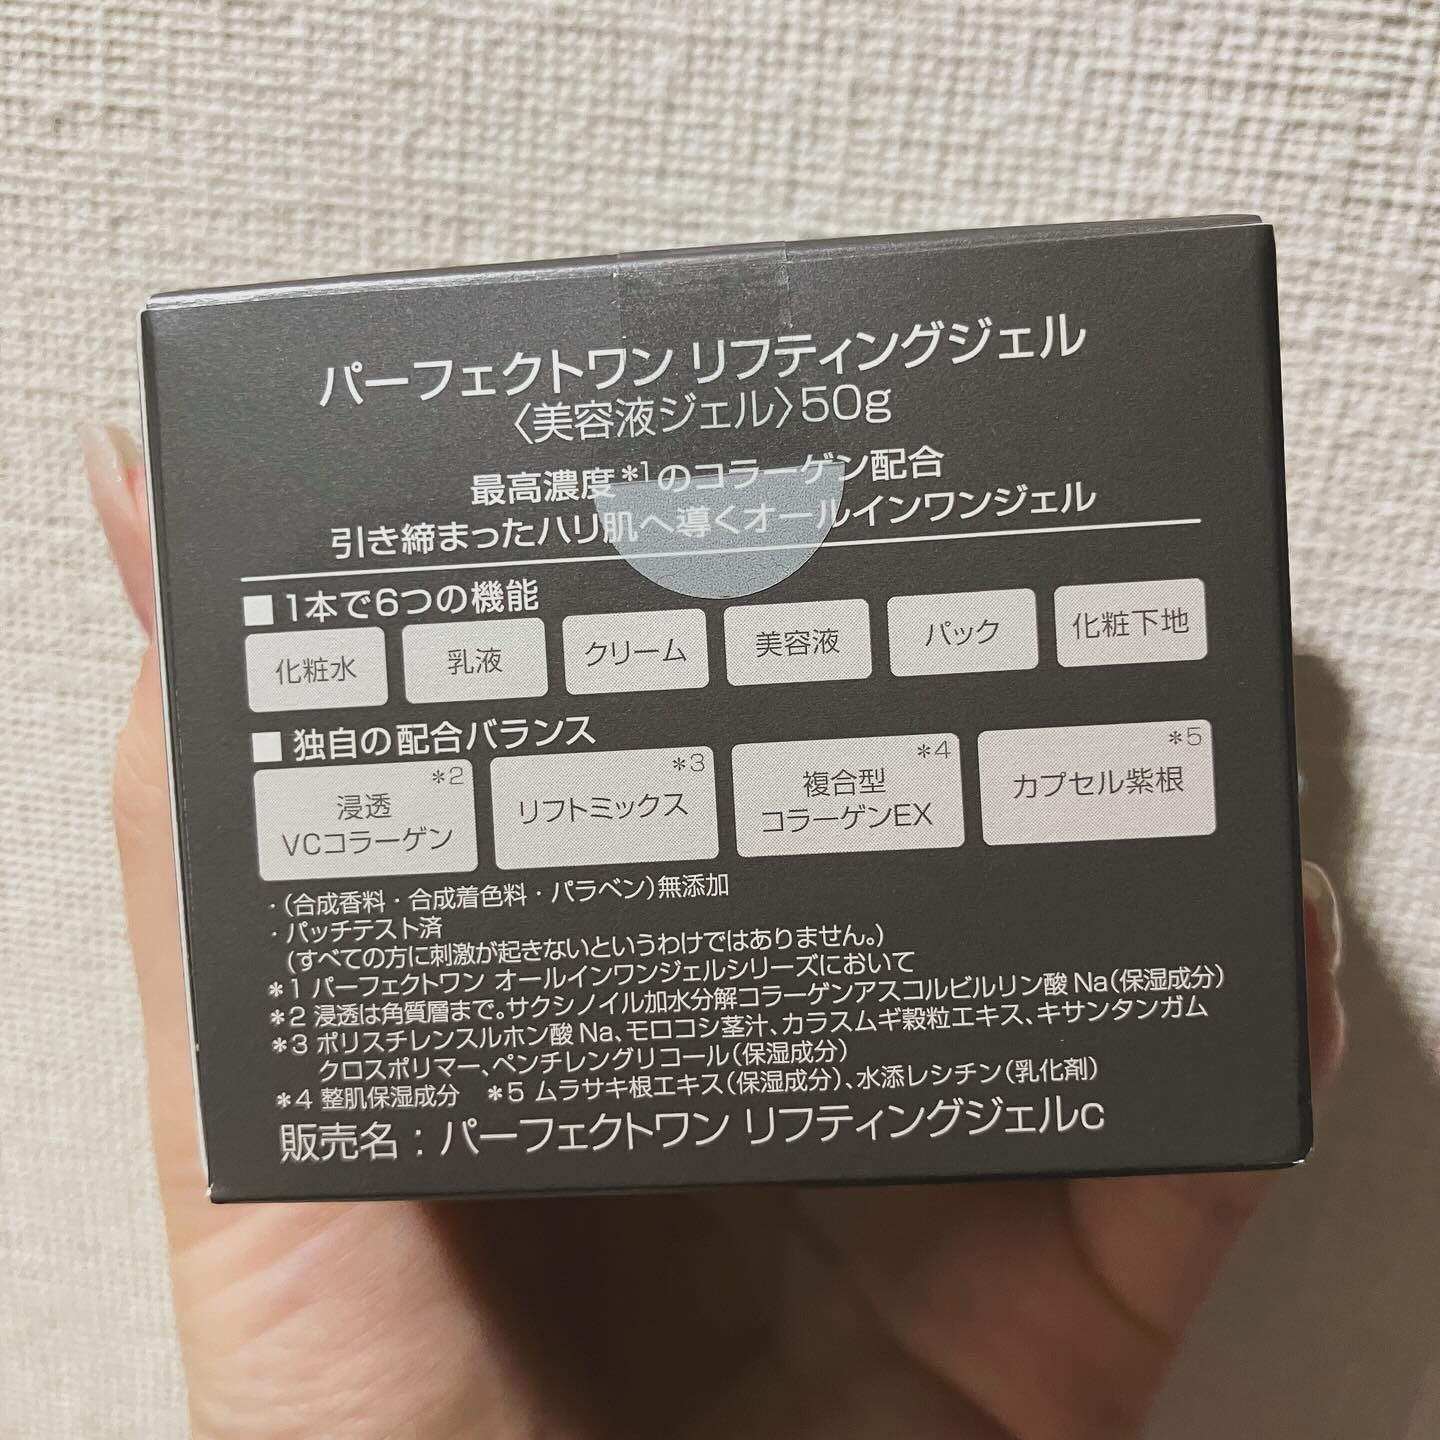 パーフェクトワン リフティングジェル
〈美容液ジェル〉50g
最高濃度*1のコラーゲン配合
引き締まったハリ肌へ導くオールインワンジェル
■1本で6つの機能
化粧水 乳液 クリーム 美容液 パック 化粧下地
■独自の配合バランス
浸透 VCコラーゲン*2
リフトミックス*3
複合型 コラーゲンEX*4
カプセル紫根*5
・(合成香料・合成着色料・パラベン)無添加
・パッチテスト済
(すべての方に刺激が起きないというわけではありません。)
*1 パーフェクトワン オールインワンジェルシリーズにおいて
*2 浸透は角質層まで。サクシノイル加水分解コラーゲンアスコルビルリン酸Na(保湿成分)
*3 ポリスチレンスルホン酸Na、モロコシ茎汁、カラスムギ穀粒エキス、キサンタンガム
クロスポリマー、ペンチレングリコール(保湿成分)
*4 整肌保湿成分 *5 ムラサキ根エキス(保湿成分)、水添レシチン(乳化剤)
販売名：パーフェクトワン リフティングジェルc